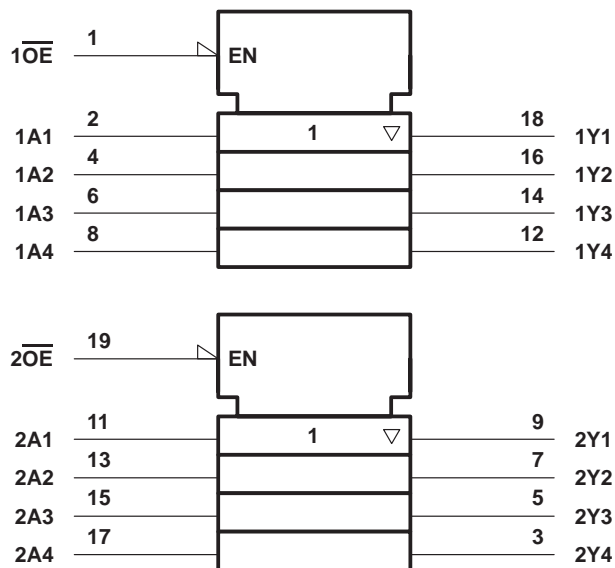 1O̅E̅ 1 EN
1A1 2 1 ▽ 18 1Y1
1A2 4 16 1Y2
1A3 6 14 1Y3
1A4 8 12 1Y4
2O̅E̅ 19 EN
2A1 11 1 ▽ 9 2Y1
2A2 13 7 2Y2
2A3 15 5 2Y3
2A4 17 3 2Y4